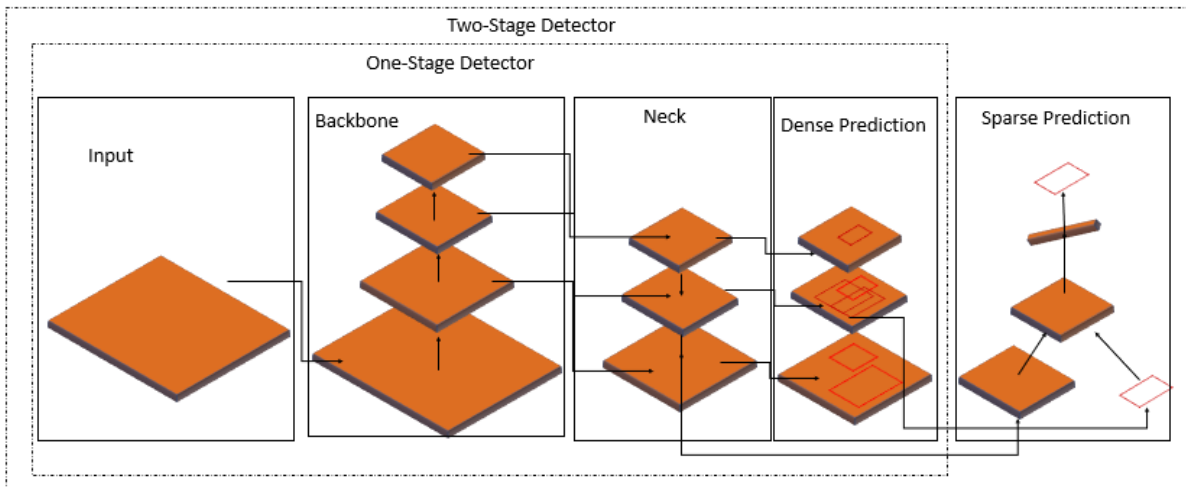 Two-Stage Detector
One-Stage Detector
Input
Backbone
Neck
Dense Prediction
Sparse Prediction